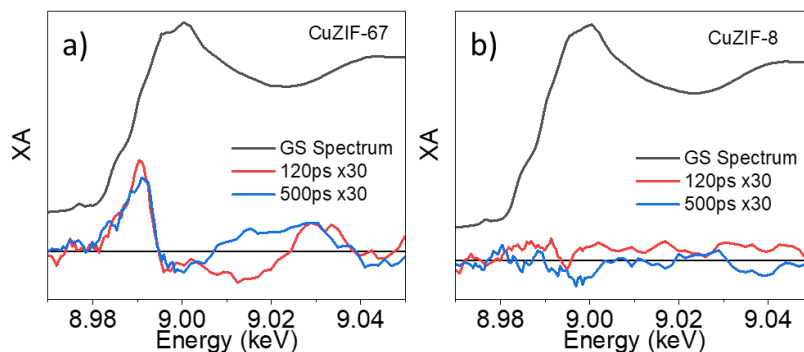 a)
CuZIF-67
XA
GS Spectrum
120ps x30
500ps x30
8.98
9.00
9.02
9.04
Energy (keV)
b)
CuZIF-8
XA
GS Spectrum
120ps x30
500ps x30
8.98
9.00
9.02
9.04
Energy (keV)